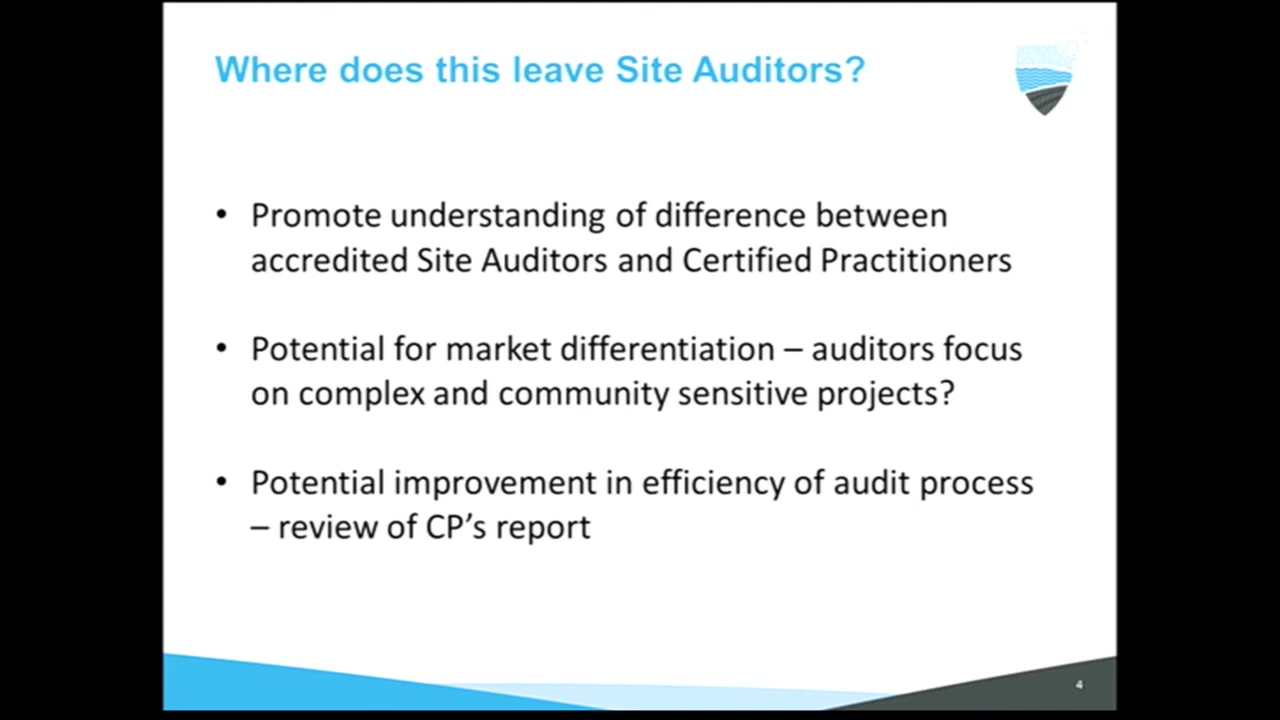 Where does this leave Site Auditors?
• Promote understanding of difference between
accredited Site Auditors and Certified Practitioners
• Potential for market differentiation – auditors focus
on complex and community sensitive projects?
• Potential improvement in efficiency of audit process
– review of CP’s report
4